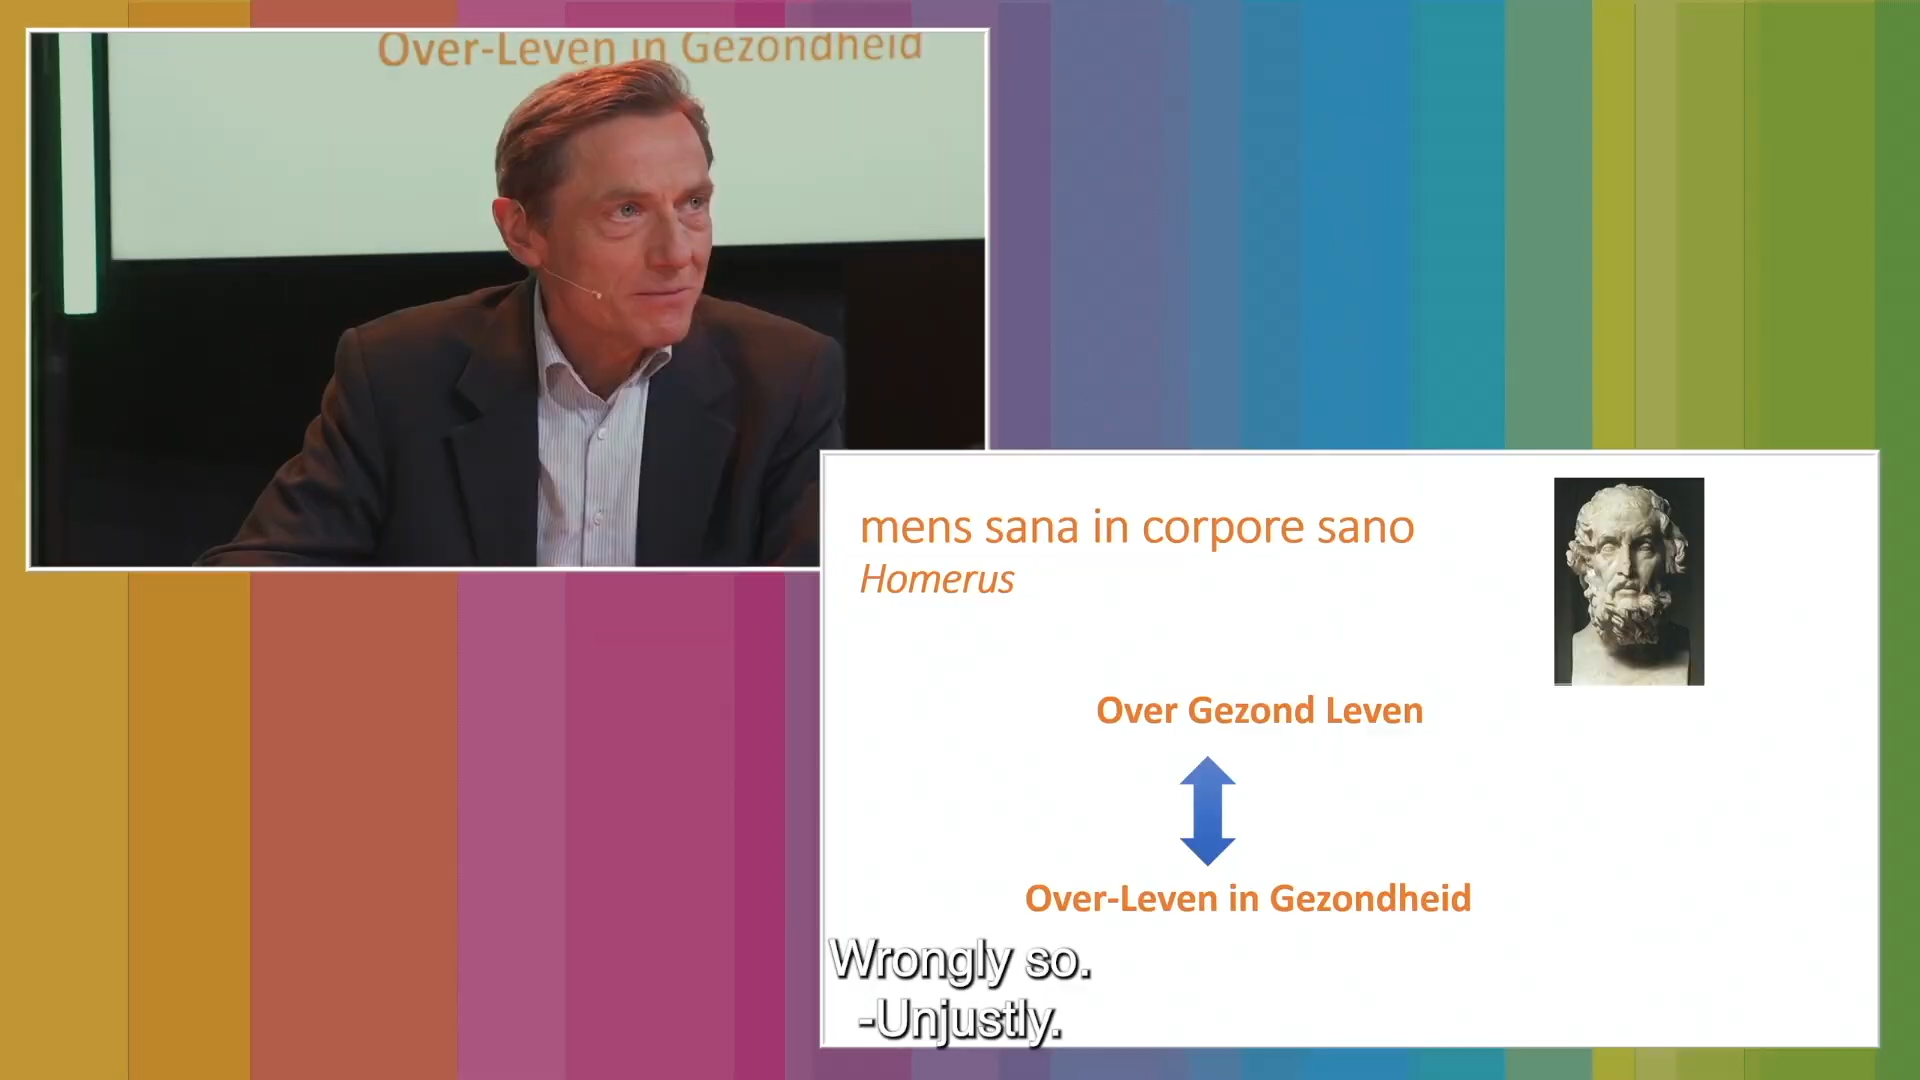 Over-Leven in Gezondheid
mens sana in corpore sano
Homerus
Over Gezond Leven
Over-Leven in Gezondheid
Wrongly so.
-Unjustly.